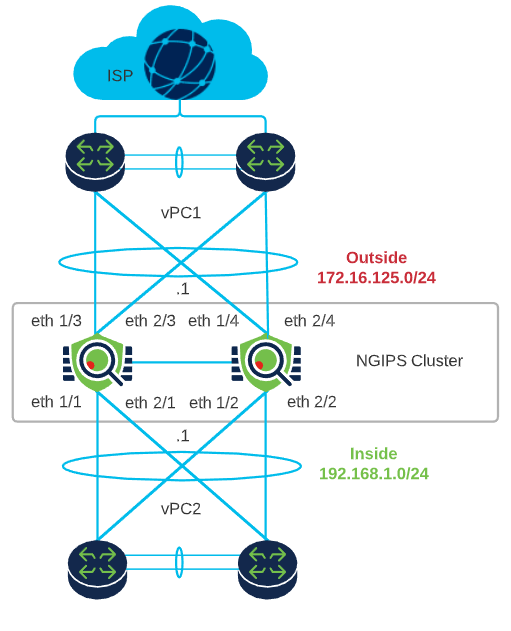 ISP
vPC1
Outside
172.16.125.0/24
.1
eth 1/3
eth 2/3
eth 1/4
eth 2/4
NGIPS Cluster
eth 1/1
eth 2/1
eth 1/2
eth 2/2
.1
Inside
192.168.1.0/24
vPC2